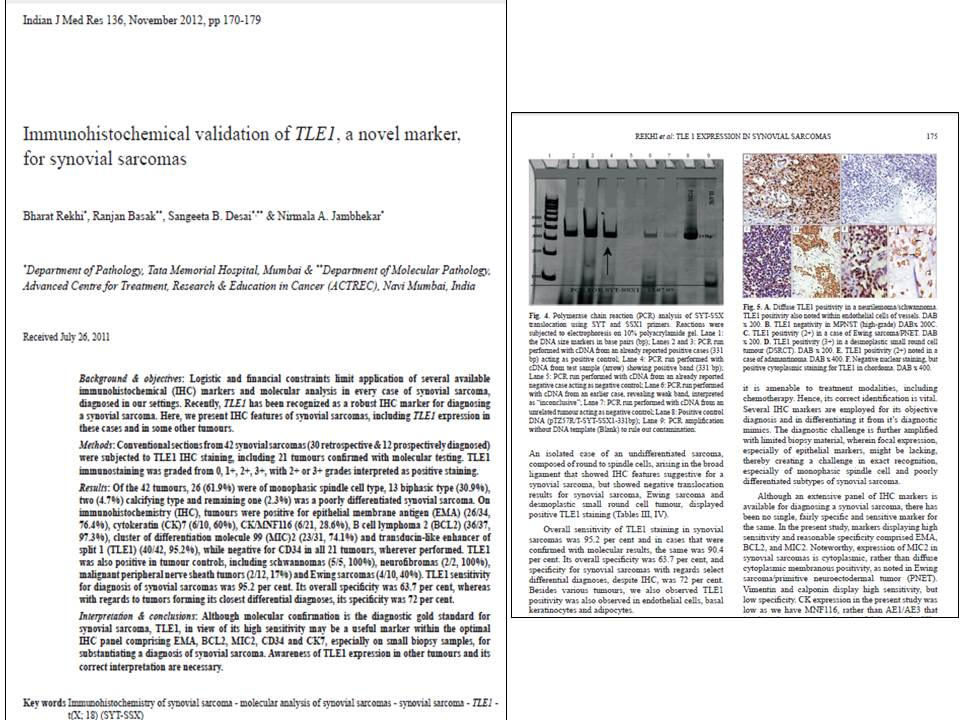 Indian J Med Res 136, November 2012, pp 170-179
Immunohistochemical validation of TLE1, a novel marker,
for synovial sarcomas
Bharat Rekhi*, Ranjan Basak**, Sangeeta B. Desai*,** & Nirmala A. Jambhekar*
*Department of Pathology, Tata Memorial Hospital, Mumbai & **Department of Molecular Pathology,
Advanced Centre for Treatment, Research & Education in Cancer (ACTREC), Navi Mumbai, India
Received July 26, 2011
Background & objectives: Logistic and financial constraints limit application of several available
immunohistochemical (IHC) markers and molecular analysis in every case of synovial sarcoma,
diagnosed in our settings. Recently, TLE1 has been recognized as a robust IHC marker for diagnosing
a synovial sarcoma. Here, we present IHC features of synovial sarcomas, including TLE1 expression in
these cases and in some other tumours.
Methods: Conventional sections from 42 synovial sarcomas (30 retrospective & 12 prospectively diagnosed)
were subjected to TLE1 IHC staining, including 21 tumours confirmed with molecular testing. TLE1
immunostaining was graded from 0, 1+, 2+, 3+, with 2+ or 3+ grades interpreted as positive staining.
Results: Of the 42 tumours, 26 (61.9%) were of monophasic spindle cell type, 13 biphasic type (30.9%),
two (4.7%) calcifying type and remaining one (2.3%) was a poorly differentiated synovial sarcoma. On
immunohistochemistry (IHC), tumours were positive for epithelial membrane antigen (EMA) (26/34,
76.4%), cytokeratin (CK)7 (6/10, 60%), CK/MNF116 (6/21, 28.6%), B cell lymphoma 2 (BCL2) (36/37,
97.3%), cluster of differentiation molecule 99 (MIC)2 (23/31, 74.1%) and transducin-like enhancer of
split 1 (TLE1) (40/42, 95.2%), while negative for CD34 in all 21 tumours, wherever performed. TLE1
was also positive in tumour controls, including schwannomas (5/5, 100%), neurofibromas (2/2, 100%),
malignant peripheral nerve sheath tumors (2/12, 17%) and Ewing sarcomas (4/10, 40%). TLE1 sensitivity
for diagnosis of synovial sarcomas was 95.2 per cent. Its overall specificity was 63.7 per cent, whereas
with regards to tumors forming its closest differential diagnoses, its specificity was 72 per cent.
Interpretation & conclusions: Although molecular confirmation is the diagnostic gold standard for
synovial sarcoma, TLE1, in view of its high sensitivity may be a useful marker within the optimal
IHC panel comprising EMA, BCL2, MIC2, CD34 and CK7, especially on small biopsy samples, for
substantiating a diagnosis of synovial sarcoma. Awareness of TLE1 expression in other tumours and its
correct interpretation are necessary.
Key words Immunohistochemistry of synovial sarcoma - molecular analysis of synovial sarcomas - synovial sarcoma - TLE1 -
t(X; 18) (SYT-SSX)
REKHI et al: TLE 1 EXPRESSION IN SYNOVIAL SARCOMAS 175
1 2 3 4 5 6 7 8 9
Fig. 4. Polymerase chain reaction (PCR) analysis of SYT-SSX
translocation using SYT and SSX1 primers. Reactions were
subjected to electrophoresis on 10% polyacrylamide gel. Lane 1:
the DNA size markers in base pairs (bp); Lanes 2 and 3: PCR run
performed with cDNA from an already reported positive cases (331
bp) acting as positive control; Lane 4: PCR run performed with
cDNA from test sample (arrow) showing positive band (331 bp);
Lane 5: PCR run performed with cDNA from an already reported
negative case acting as negative control; Lane 6: PCR run performed
with cDNA from an earlier case, revealing weak band, interpreted
as "inconclusive"; Lane 7: PCR run performed with cDNA from an
unrelated tumour acting as negative control; Lane 8: Positive control
DNA (pTZ57R/T-SYT-SSX1-331bp); Lane 9: PCR amplification
without DNA template (Blank) to rule out contamination.
An isolated case of an undifferentiated sarcoma,
composed of round to spindle cells, arising in the broad
ligament that showed IHC features suggestive for a
synovial sarcoma, but showed negative translocation
results for synovial sarcoma, Ewing sarcoma and
desmoplastic small round cell tumour, displayed
positive TLE1 staining (Tables III, IV).
Overall sensitivity of TLE1 staining in synovial
sarcomas was 95.2 per cent and in cases that were
confirmed with molecular results, the same was 90.4
per cent. Its overall specificity was 63.7 per cent, and
specificity for synovial sarcomas with regards select
differential diagnoses, despite IHC, was 72 per cent.
Besides various tumours, we also observed TLE1
positivity was also observed in endothelial cells, basal
keratinocytes and adipocytes.
Fig. 5. A. Diffuse TLE1 positivity in a neurilemoma/schwannoma.
TLE1 positivity also noted within endothelial cells of vessels. DAB
x 200. B. TLE1 negativity in MPNST (high-grade) DABx 200C.
C. TLE1 positivity (2+) in a case of Ewing sarcoma/PNET. DAB
x 200. D. TLE1 positivity (3+) in a desmoplastic small round cell
tumour (DSRCT). DAB x 200. E. TLE1 positivity (2+) noted in a
case of adamantinoma. DAB x 400. F. Negative nuclear staining, but
positive cytoplasmic staining for TLE1 in chordoma. DAB x 400.
it is amenable to treatment modalities, including
chemotherapy. Hence, its correct identification is vital.
Several IHC markers are employed for its objective
diagnosis and in differentiating it from it's diagnostic
mimics. The diagnostic challenge is further amplified
with limited biopsy material, wherein focal expression,
especially of epithelial markers, might be lacking,
thereby creating a challenge in exact recognition,
especially of monophasic spindle cell and poorly
differentiated subtypes of synovial sarcoma.
Although an extensive panel of IHC markers is
available for diagnosing a synovial sarcoma, there has
been no single, fairly specific and sensitive marker for
the same. In the present study, markers displaying high
sensitivity and reasonable specificity comprised EMA,
BCL2, and MIC2. Noteworthy, expression of MIC2 in
synovial sarcomas is cytoplasmic, rather than diffuse
cytoplasmic membranous positivity, as noted in Ewing
sarcoma/primitive neuroectodermal tumor (PNET).
Vimentin and calponin display high sensitivity, but
low specificity. CK expression in the present study was
low as we have MNF116, rather than AE1/AE3 that